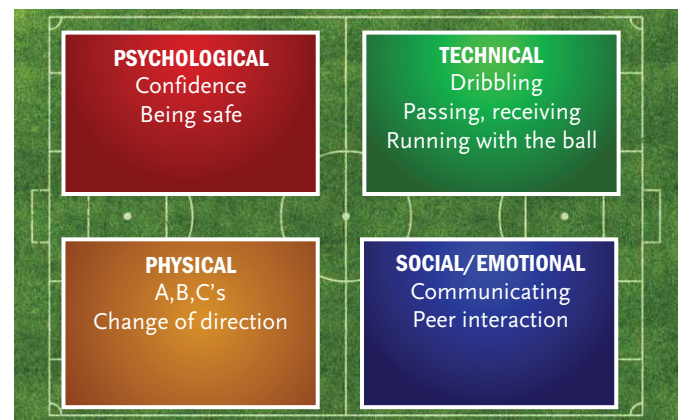 PSYCHOLOGICAL
Confidence
Being safe
TECHNICAL
Dribbling
Passing, receiving
Running with the ball
PHYSICAL
A,B,C's
Change of direction
SOCIAL/EMOTIONAL
Communicating
Peer interaction